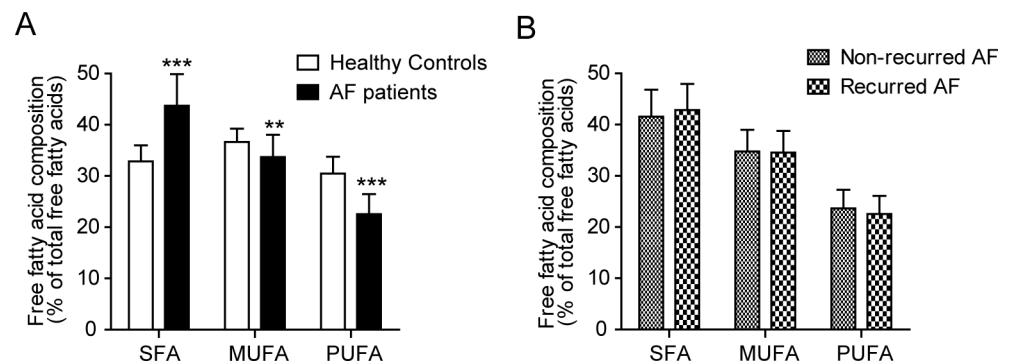 A
Healthy Controls
AF patients
Free fatty acid composition
(% of total free fatty acids)
50
40
30
20
10
0
***
**
***
SFA
MUFA
PUFA
B
Non-recurred AF
Recurred AF
Free fatty acid composition
(% of total free fatty acids)
50
40
30
20
10
0
SFA
MUFA
PUFA